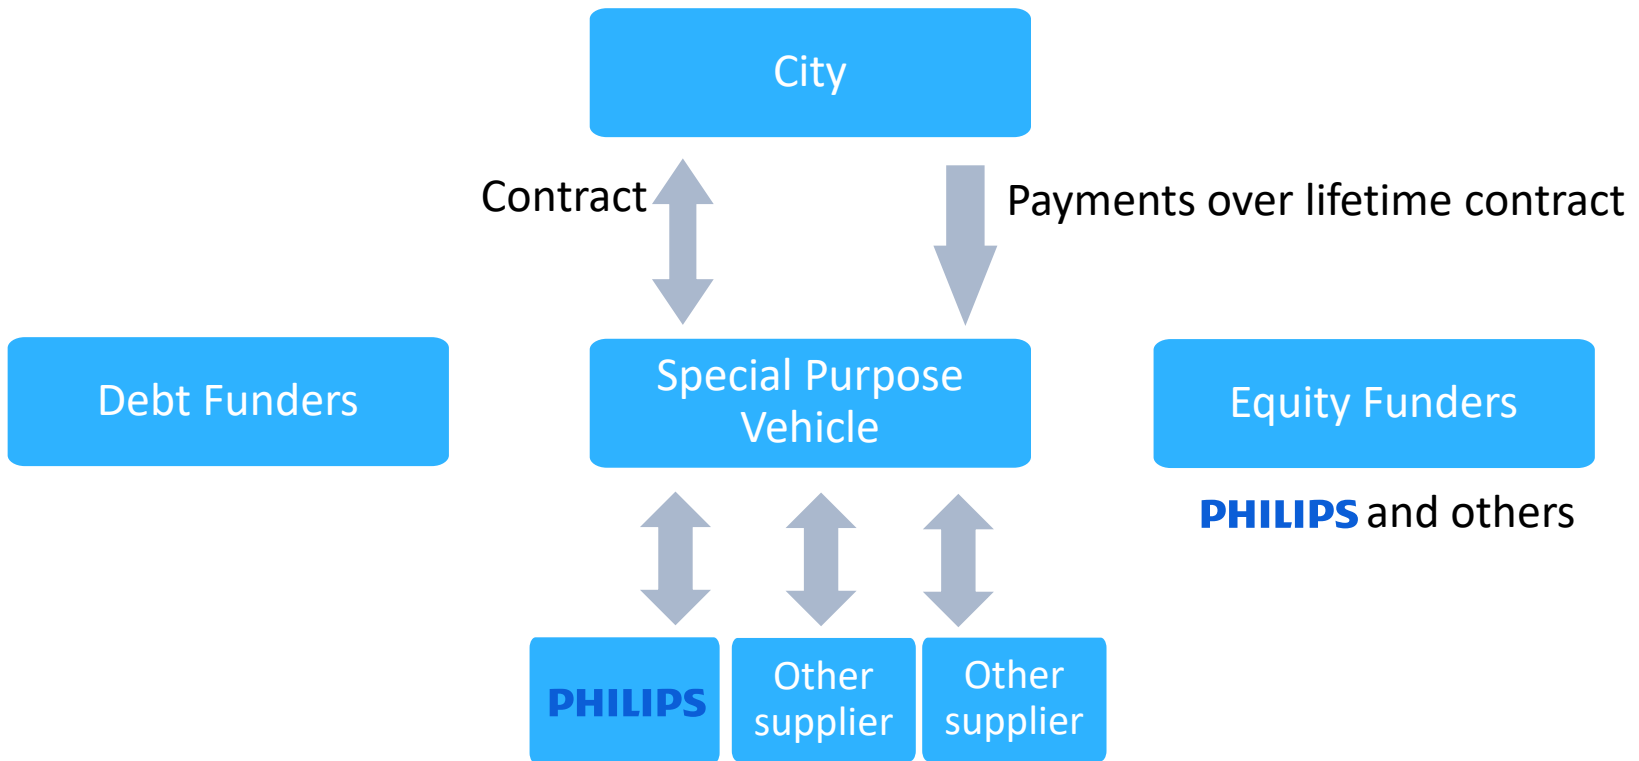 City
Contract
Payments over lifetime contract
Debt Funders
Special Purpose
Vehicle
Equity Funders
PHILIPS and others
PHILIPS
Other
supplier
Other
supplier